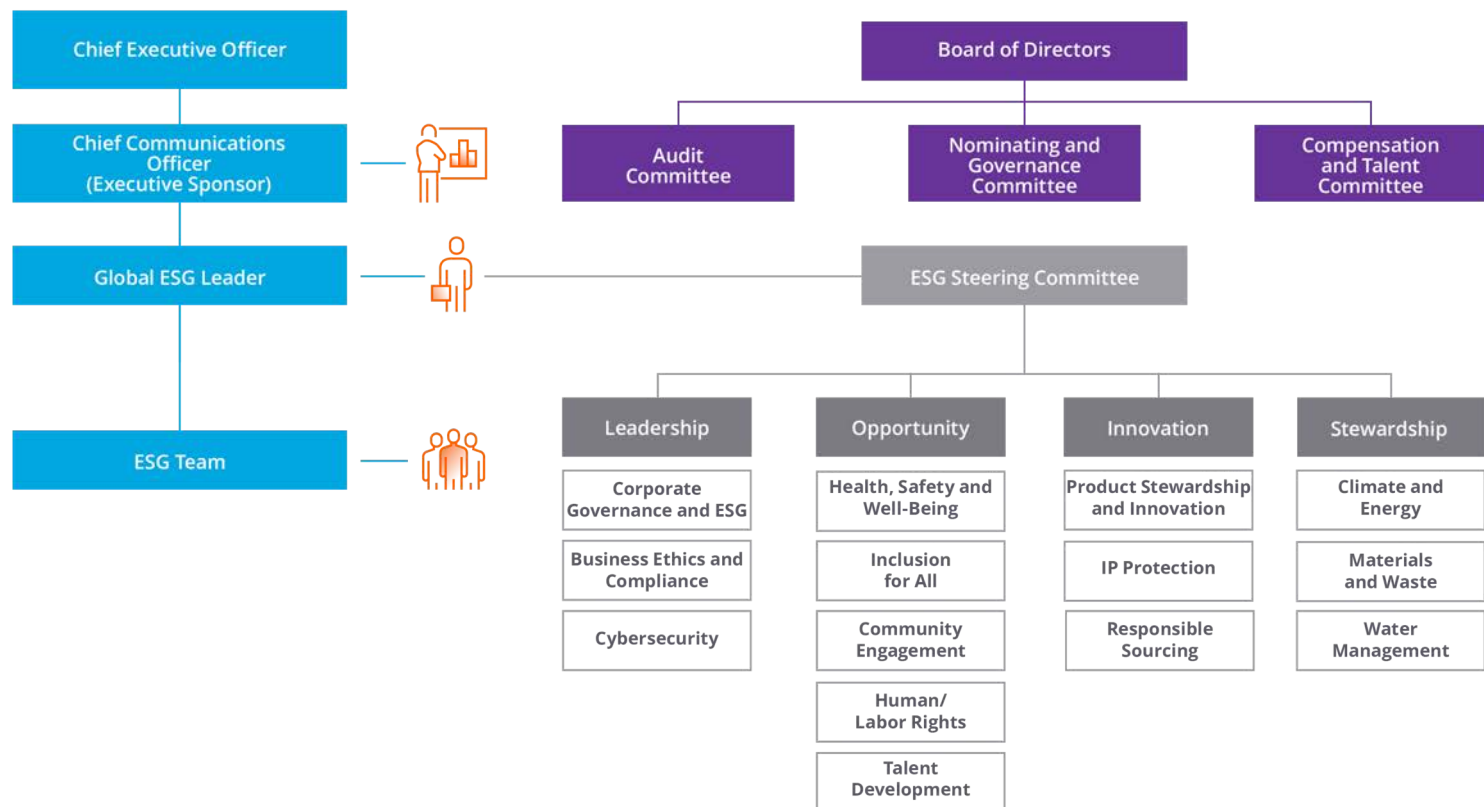 Chief Executive Officer
Chief Communications
Officer
(Executive Sponsor)
Global ESG Leader
ESG Team
Board of Directors
Audit
Committee
Nominating and
Governance
Committee
Compensation
and Talent
Committee
ESG Steering Committee
Leadership
Corporate
Governance and ESG
Business Ethics and
Compliance
Cybersecurity
Opportunity
Health, Safety and
Well-Being
Inclusion
for All
Community
Engagement
Human/
Labor Rights
Talent
Development
Innovation
Product Stewardship
and Innovation
IP Protection
Responsible
Sourcing
Stewardship
Climate and
Energy
Materials
and Waste
Water
Management